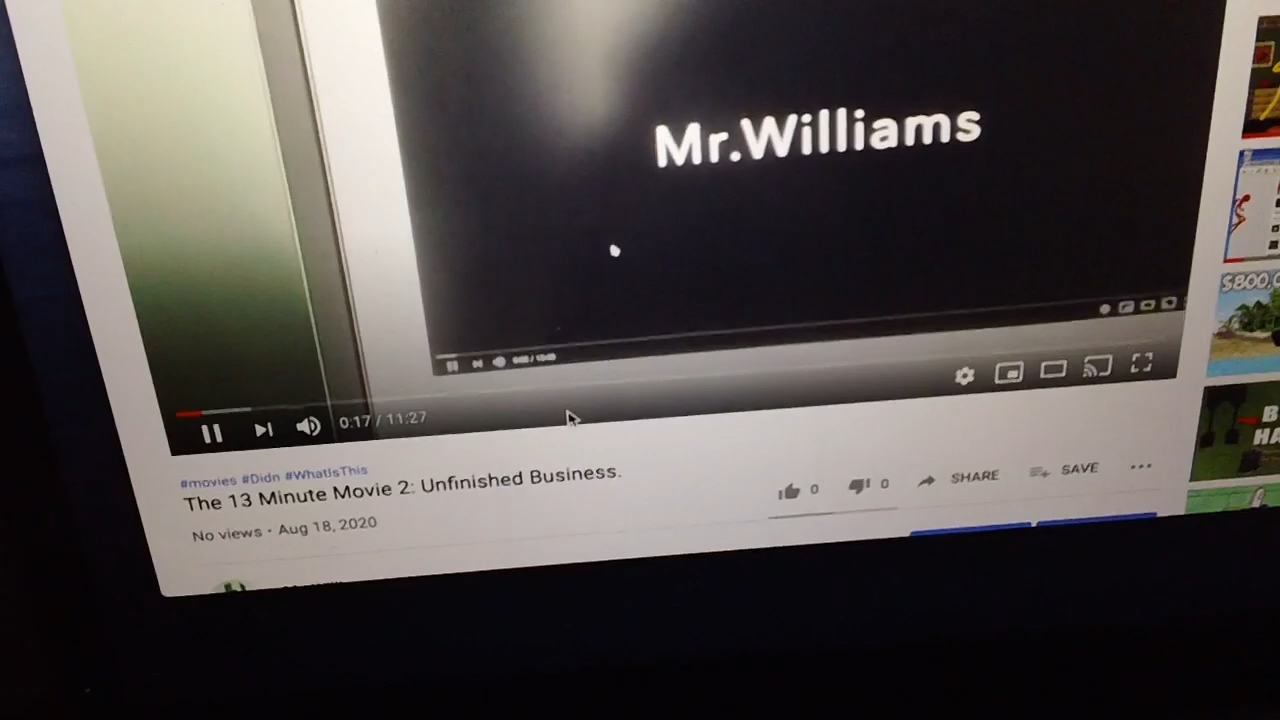 Mr.Williams
0:17 / 11:27
#movies #Didn #WhatIsThis
The 13 Minute Movie 2: Unfinished Business.
0 0 SHARE SAVE
No views • Aug 18, 2020
$800,